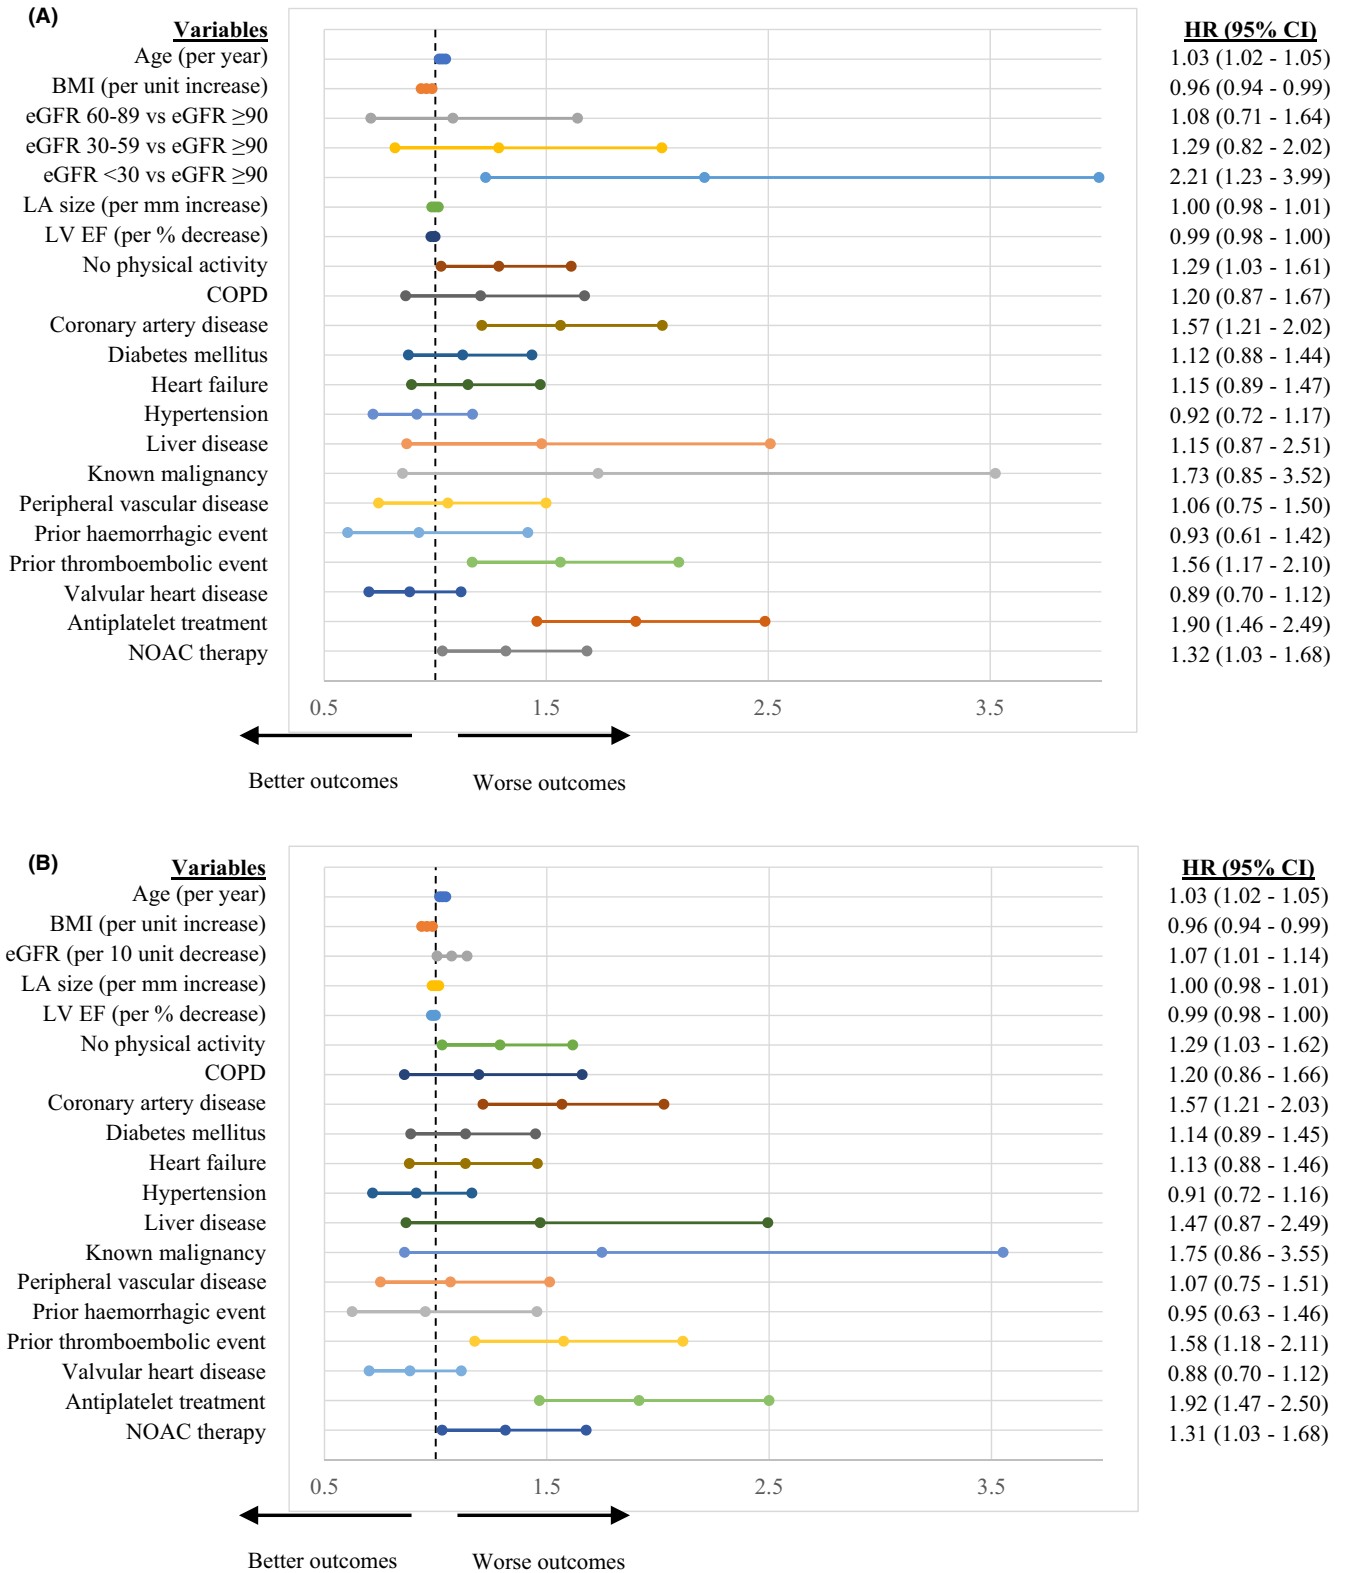 (A)
Variables HR (95% CI)
Age (per year) 1.03 (1.02 - 1.05)
BMI (per unit increase) 0.96 (0.94 - 0.99)
eGFR 60-89 vs eGFR ≥90 1.08 (0.71 - 1.64)
eGFR 30-59 vs eGFR ≥90 1.29 (0.82 - 2.02)
eGFR <30 vs eGFR ≥90 2.21 (1.23 - 3.99)
LA size (per mm increase) 1.00 (0.98 - 1.01)
LV EF (per % decrease) 0.99 (0.98 - 1.00)
No physical activity 1.29 (1.03 - 1.61)
COPD 1.20 (0.87 - 1.67)
Coronary artery disease 1.57 (1.21 - 2.02)
Diabetes mellitus 1.12 (0.88 - 1.44)
Heart failure 1.15 (0.89 - 1.47)
Hypertension 0.92 (0.72 - 1.17)
Liver disease 1.15 (0.87 - 2.51)
Known malignancy 1.73 (0.85 - 3.52)
Peripheral vascular disease 1.06 (0.75 - 1.50)
Prior haemorrhagic event 0.93 (0.61 - 1.42)
Prior thromboembolic event 1.56 (1.17 - 2.10)
Valvular heart disease 0.89 (0.70 - 1.12)
Antiplatelet treatment 1.90 (1.46 - 2.49)
NOAC therapy 1.32 (1.03 - 1.68)
0.5 1.5 2.5 3.5
Better outcomes Worse outcomes
(B)
Variables HR (95% CI)
Age (per year) 1.03 (1.02 - 1.05)
BMI (per unit increase) 0.96 (0.94 - 0.99)
eGFR (per 10 unit decrease) 1.07 (1.01 - 1.14)
LA size (per mm increase) 1.00 (0.98 - 1.01)
LV EF (per % decrease) 0.99 (0.98 - 1.00)
No physical activity 1.29 (1.03 - 1.62)
COPD 1.20 (0.86 - 1.66)
Coronary artery disease 1.57 (1.21 - 2.03)
Diabetes mellitus 1.14 (0.89 - 1.45)
Heart failure 1.13 (0.88 - 1.46)
Hypertension 0.91 (0.72 - 1.16)
Liver disease 1.47 (0.87 - 2.49)
Known malignancy 1.75 (0.86 - 3.55)
Peripheral vascular disease 1.07 (0.75 - 1.51)
Prior haemorrhagic event 0.95 (0.63 - 1.46)
Prior thromboembolic event 1.58 (1.18 - 2.11)
Valvular heart disease 0.88 (0.70 - 1.12)
Antiplatelet treatment 1.92 (1.47 - 2.50)
NOAC therapy 1.31 (1.03 - 1.68)
0.5 1.5 2.5 3.5
Better outcomes Worse outcomes